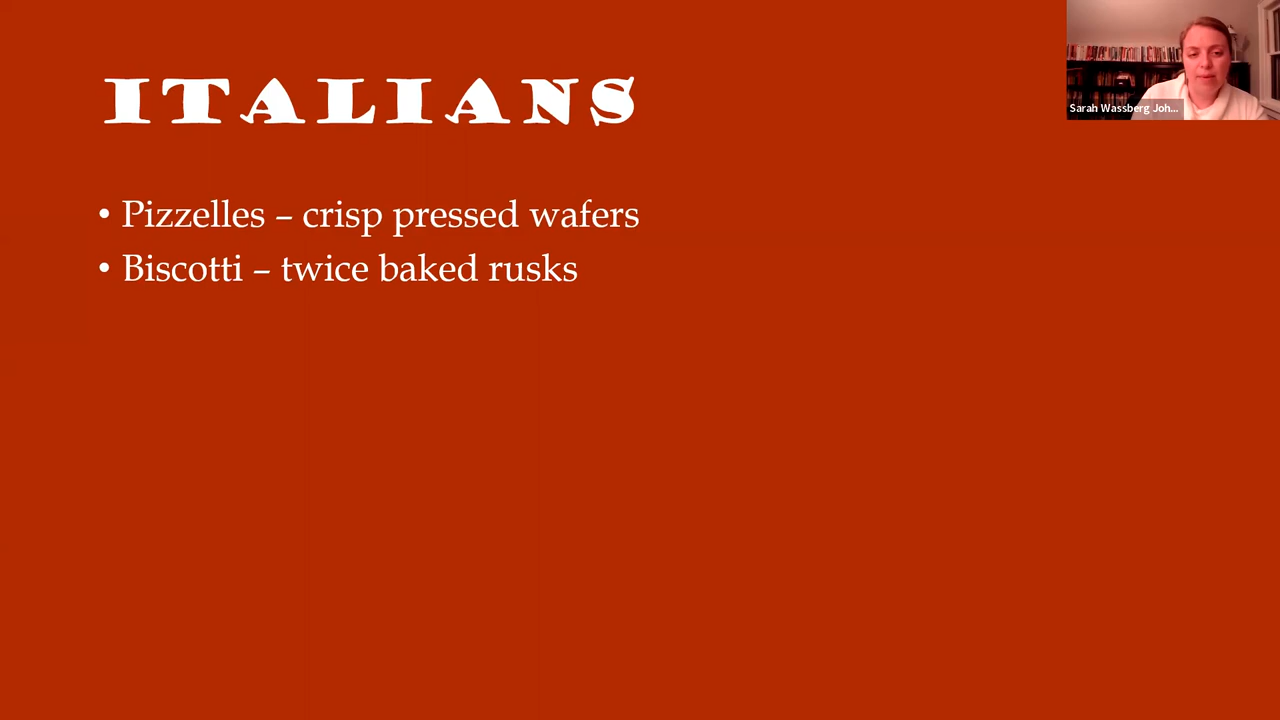 ITALIANS
• Pizzelles – crisp pressed wafers
• Biscotti – twice baked rusks
Sarah Wassberg Joh...